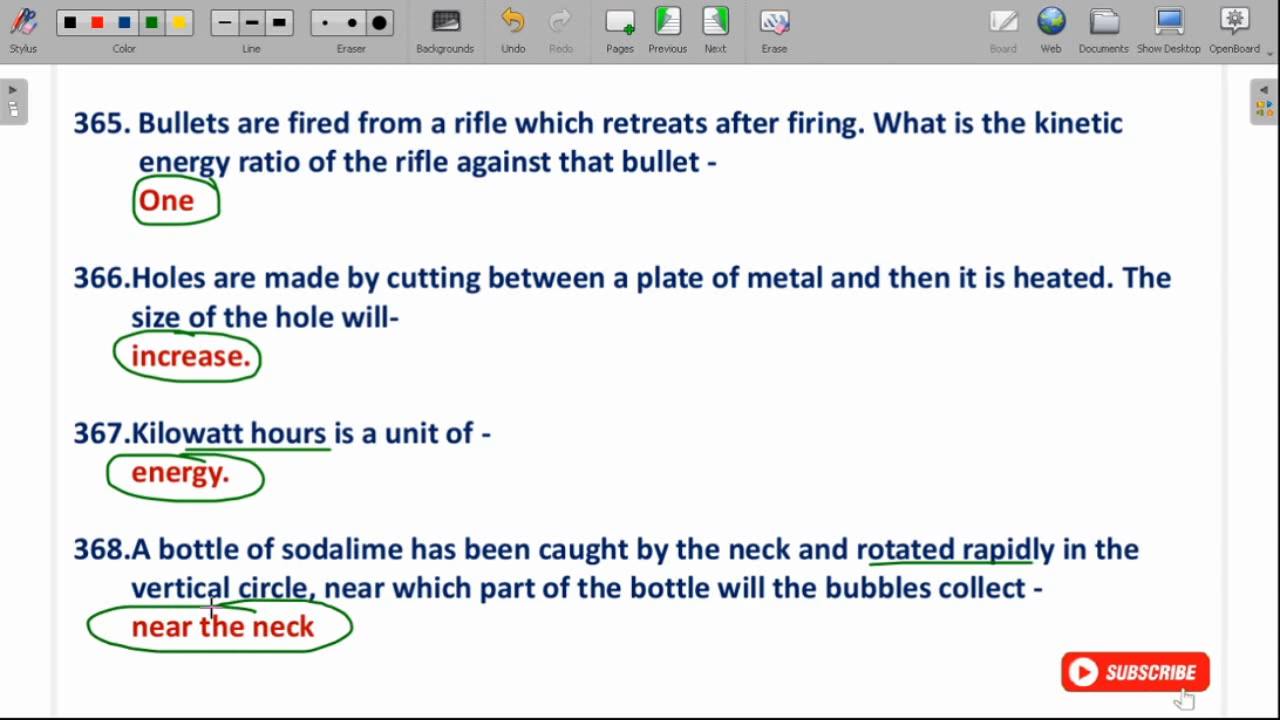 Stylus
Color
Line
Eraser
Backgrounds
Undo
Redo
Pages
Previous
Next
Erase
Board
Web
Documents
Show Desktop
OpenBoard
365. Bullets are fired from a rifle which retreats after firing. What is the kinetic
energy ratio of the rifle against that bullet -
One
366.Holes are made by cutting between a plate of metal and then it is heated. The
size of the hole will-
increase.
367.Kilowatt hours is a unit of -
energy.
368.A bottle of sodalime has been caught by the neck and rotated rapidly in the
vertical circle, near which part of the bottle will the bubbles collect -
near the neck
SUBSCRIBE